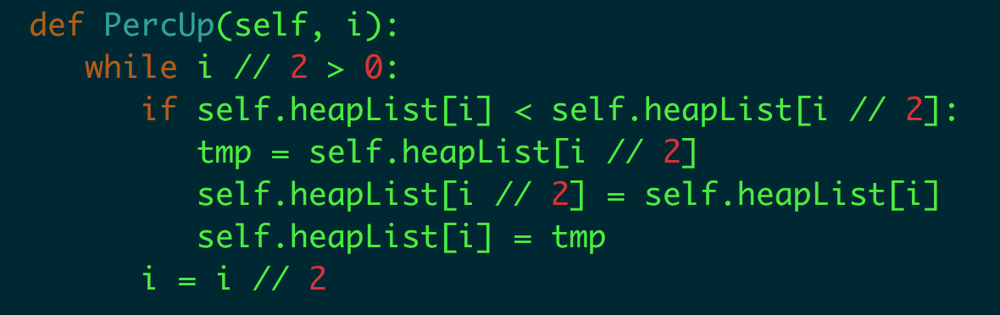 def PercUp(self, i):
   while i // 2 > 0:
      if self.heapList[i] < self.heapList[i // 2]:
         tmp = self.heapList[i // 2]
         self.heapList[i // 2] = self.heapList[i]
         self.heapList[i] = tmp
      i = i // 2